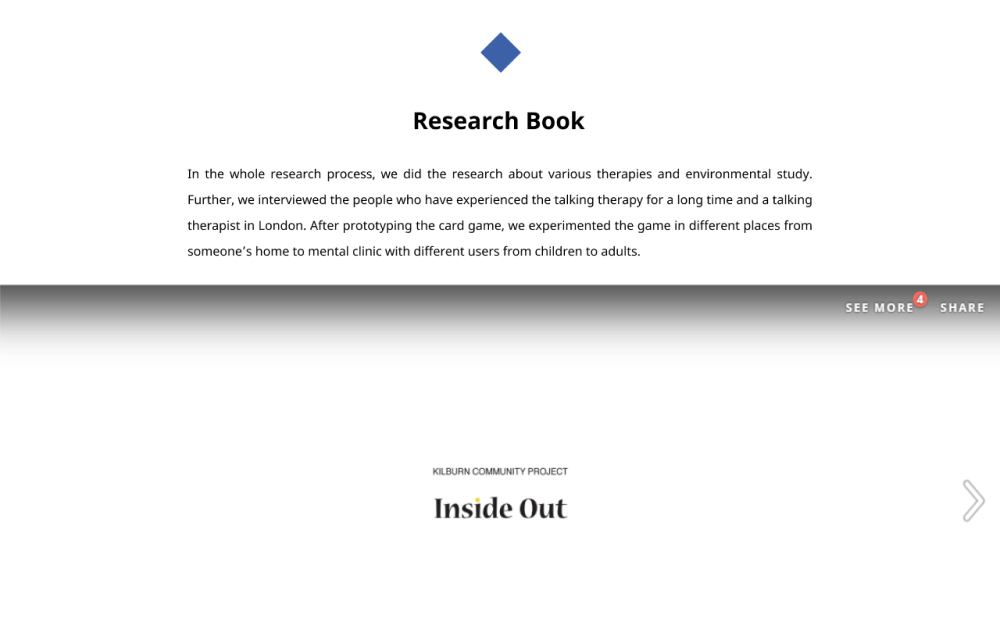 Research Book
In the whole research process, we did the research about various therapies and environmental study.
Further, we interviewed the people who have experienced the talking therapy for a long time and a talking
therapist in London. After prototyping the card game, we experimented the game in different places from
someone’s home to mental clinic with different users from children to adults.
SEE MORE 4 SHARE
KILBURN COMMUNITY PROJECT
Inside Out